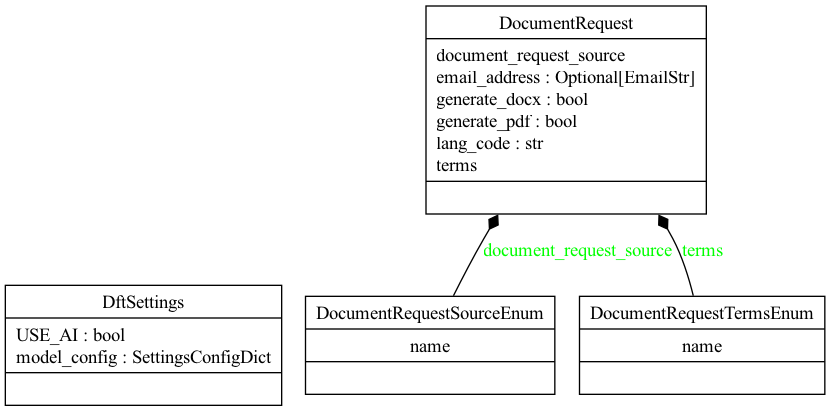 DocumentRequest
document_request_source
email_address : Optional[EmailStr]
generate_docx : bool
generate_pdf : bool
lang_code : str
terms
document_request_source
terms
DftSettings
USE_AI : bool
model_config : SettingsConfigDict
DocumentRequestSourceEnum
name
DocumentRequestTermsEnum
name